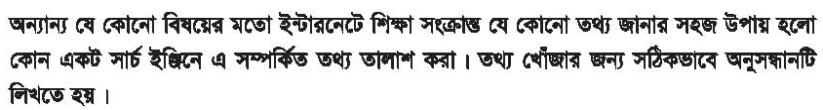 অন্যান্য যে কোনো বিষয়ের মতো ইন্টারনেটে শিক্ষা সংক্রান্ত যে কোনো তথ্য জানার সহজ উপায় হলো
কোন একট সার্চ ইঞ্জিনে এ সম্পর্কিত তথ্য তালাশ করা। তথ্য খোঁজার জন্য সঠিকভাবে অনুসন্ধানটি
লিখতে হয়।